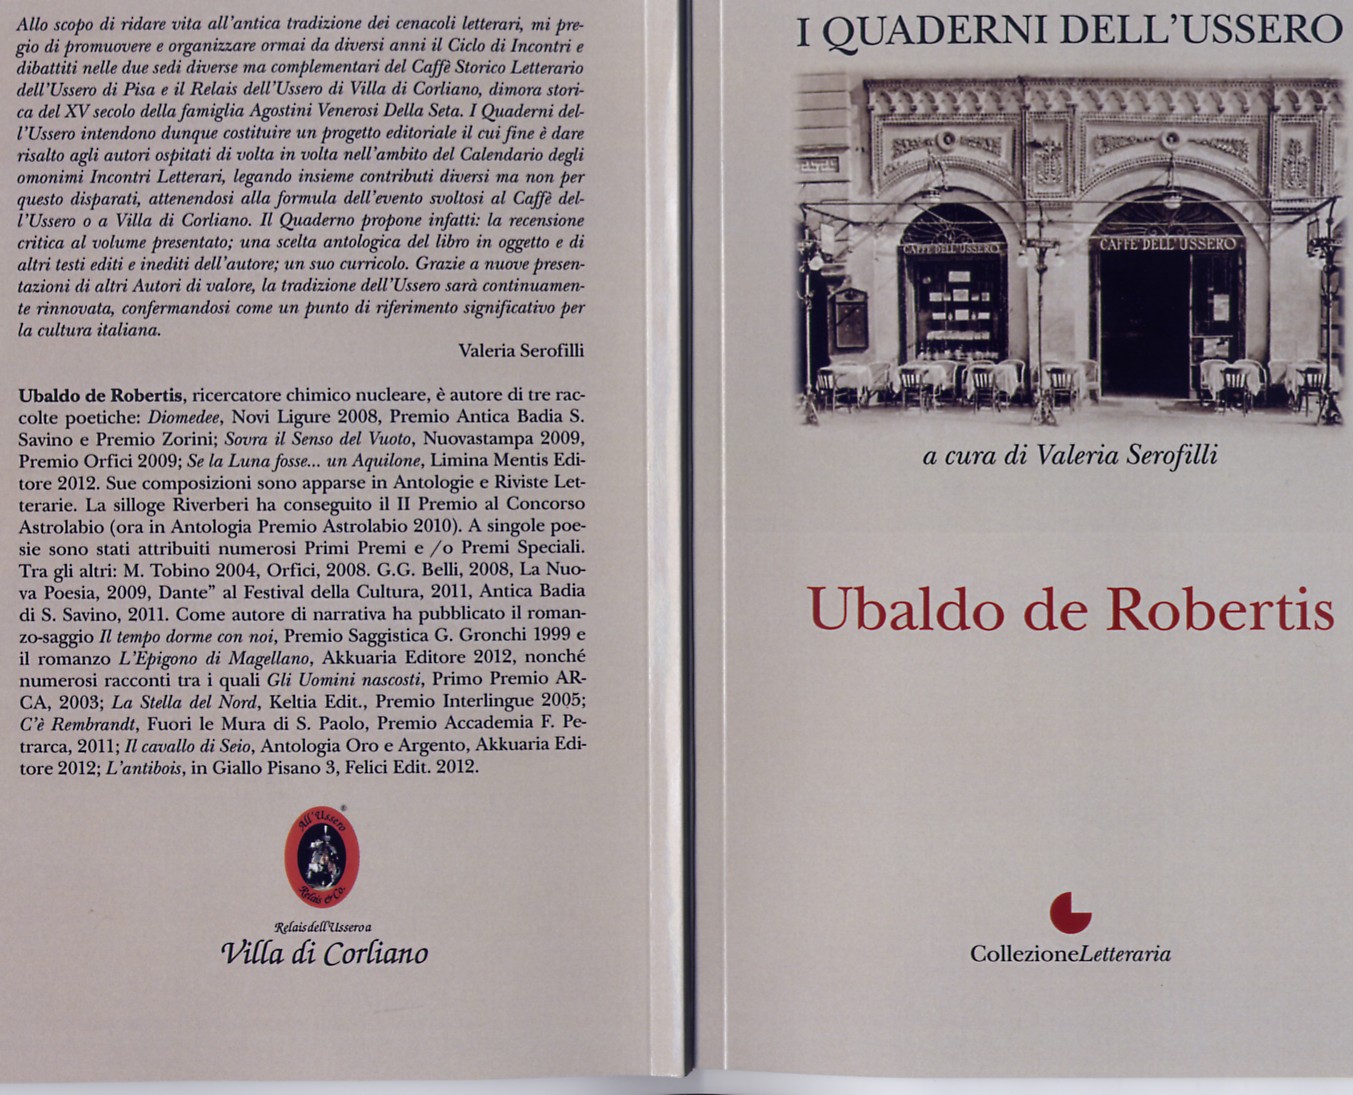 Allo scopo di ridare vita all'antica tradizione dei cenacoli letterari, mi pre-
gio di promuovere e organizzare ormai da diversi anni il Ciclo di Incontri e
dibattiti nelle due sedi diverse ma complementari del Caffè Storico Letterario
dell'Ussero di Pisa e il Relais dell'Ussero di Villa di Corliano, dimora stori-
ca del XV secolo della famiglia Agostini Venerosi Della Seta. I Quaderni del-
l'Ussero intendono dunque costituire un progetto editoriale il cui fine è dare
risalto agli autori ospitati di volta in volta nell'ambito del Calendario degli
omonimi Incontri Letterari, legando insieme contributi diversi ma non per
questo disparati, attenendosi alla formula dell'evento svoltosi al Caffè del-
l'Ussero o a Villa di Corliano. Il Quaderno propone infatti: la recensione
critica al volume presentato; una scelta antologica del libro in oggetto e di
altri testi editi e inediti dell'autore; un suo curricolo. Grazie a nuove presen-
tazioni di altri Autori di valore, la tradizione dell'Ussero sarà continuamen-
te rinnovata, confermandosi come un punto di riferimento significativo per
la cultura italiana.
Valeria Serofilli
Ubaldo de Robertis, ricercatore chimico nucleare, è autore di tre rac-
colte poetiche: Diomedee, Novi Ligure 2008, Premio Antica Badia S.
Savino e Premio Zorini; Sovra il Senso del Vuoto, Nuovastampa 2009,
Premio Orfici 2009; Se la Luna fosse... un Aquilone, Limina Mentis Edi-
tore 2012. Sue composizioni sono apparse in Antologie e Riviste Let-
terarie. La silloge Riverberi ha conseguito il II Premio al Concorso
Astrolabio (ora in Antologia Premio Astrolabio 2010). A singole poe-
sie sono stati attribuiti numerosi Primi Premi e /o Premi Speciali.
Tra gli altri: M. Tobino 2004, Orfici, 2008. G.G. Belli, 2008, La Nuo-
va Poesia, 2009, Dante" al Festival della Cultura, 2011, Antica Badia
di S. Savino, 2011. Come autore di narrativa ha pubblicato il roman-
zo-saggio Il tempo dorme con noi, Premio Saggistica G. Gronchi 1999 e
il romanzo L'Epigono di Magellano, Akkuaria Editore 2012, nonché
numerosi racconti tra i quali Gli Uomini nascosti, Primo Premio AR-
CA, 2003; La Stella del Nord, Keltia Edit., Premio Interlingue 2005;
C'è Rembrandt, Fuori le Mura di S. Paolo, Premio Accademia F. Pe-
trarca, 2011; Il cavallo di Seio, Antologia Oro e Argento, Akkuaria Edi-
tore 2012; L'antibois, in Giallo Pisano 3, Felici Edit. 2012.
All'Ussero
®
Relais & Co.
Relais dell'Ussero a
Villa di Corliano
I QUADERNI DELL'USSERO
CAFFE DELL'USSERO
CAFFE DELL'USSERO
a cura di Valeria Serofilli
Ubaldo de Robertis
CollezioneLetteraria